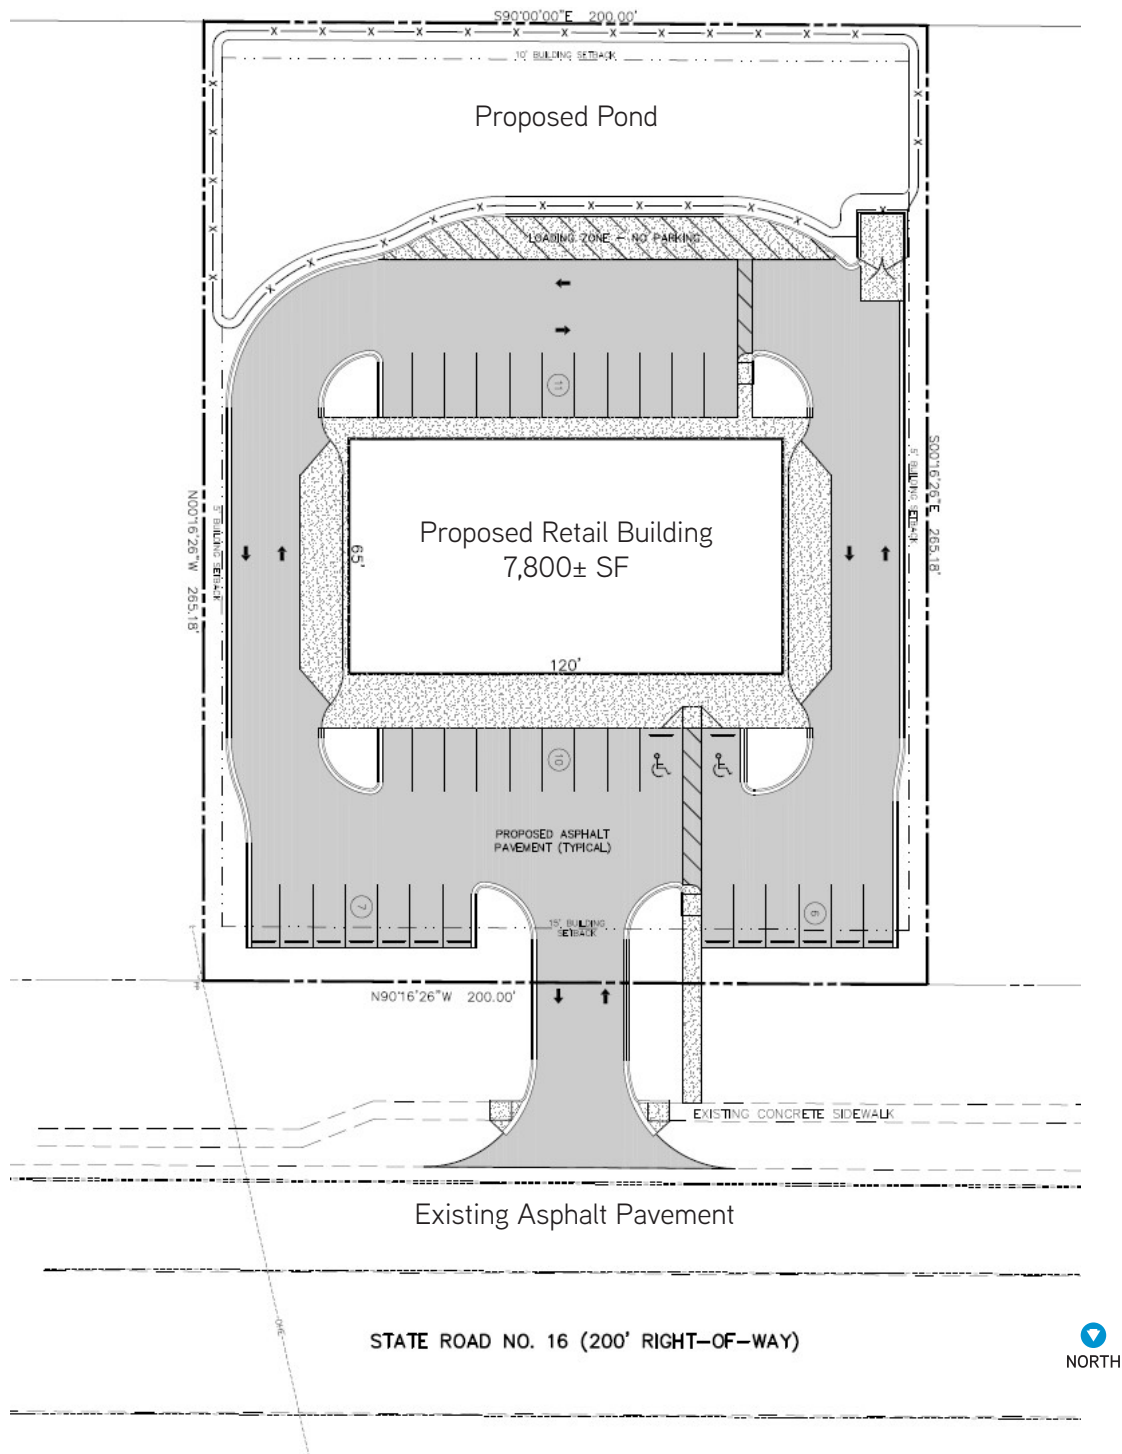 S90°00'00"E 200.00'
10' BUILDING SETBACK
Proposed Pond
LOADING ZONE – NO PARKING
11
S00°16'26"E 265.18'
5' BUILDING SETBACK
N00°16'26"W 265.18'
5' BUILDING SETBACK
Proposed Retail Building
7,800± SF
65'
120'
10
PROPOSED ASPHALT
PAVEMENT (TYPICAL)
7
6
15' BUILDING
SETBACK
N90°16'26"W 200.00'
EXISTING CONCRETE SIDEWALK
Existing Asphalt Pavement
OHE
STATE ROAD NO. 16 (200' RIGHT–OF–WAY)
NORTH